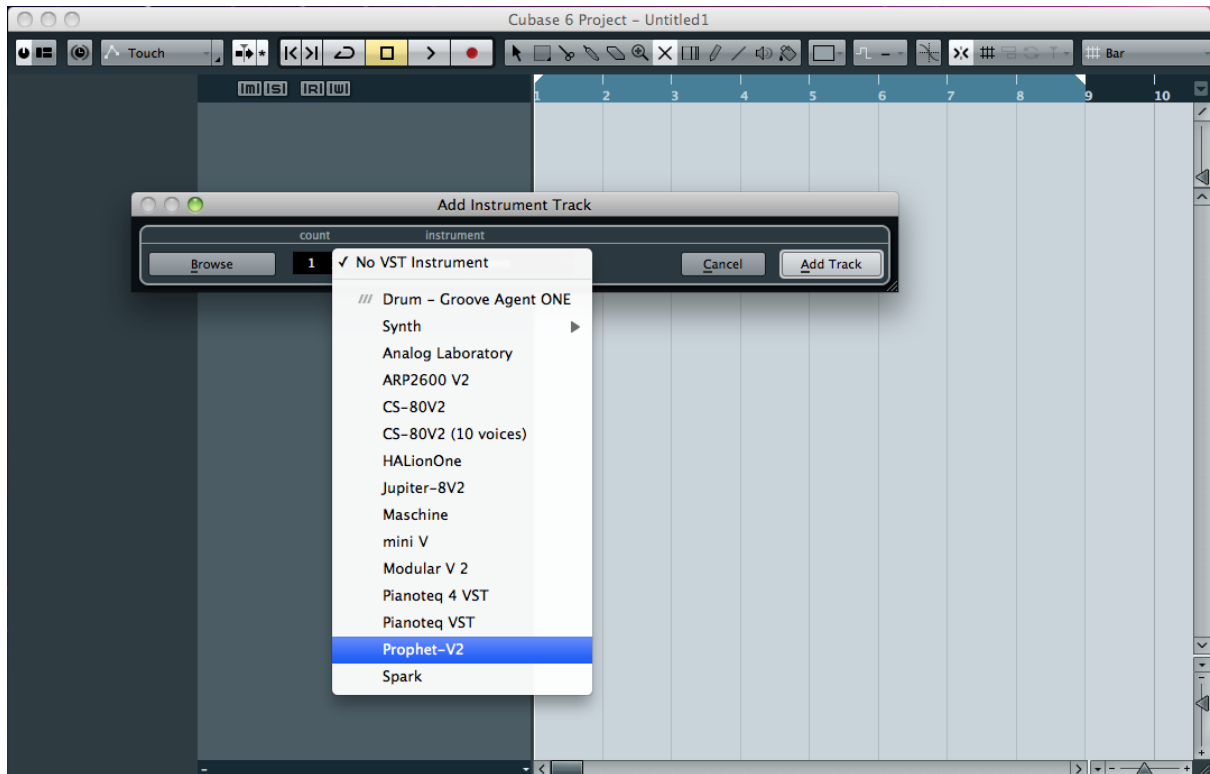 Cubase 6 Project – Untitled1
Touch
Bar
m S R W
1 2 3 4 5 6 7 8 9 10
Add Instrument Track
count instrument
Browse 1 ✓ No VST Instrument Cancel Add Track
/// Drum – Groove Agent ONE
Synth
Analog Laboratory
ARP2600 V2
CS–80V2
CS–80V2 (10 voices)
HALionOne
Jupiter–8V2
Maschine
mini V
Modular V 2
Pianoteq 4 VST
Pianoteq VST
Prophet–V2
Spark